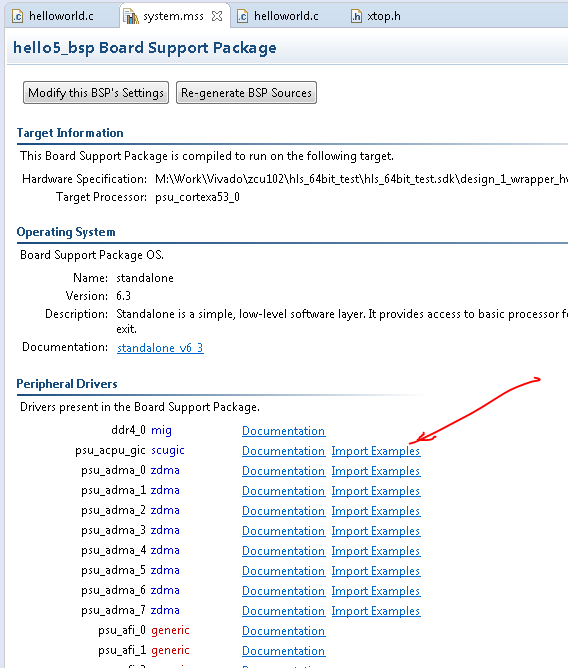 helloworld.c system.mss helloworld.c xtop.h
hello5_bsp Board Support Package
Modify this BSP's Settings Re-generate BSP Sources
Target Information
This Board Support Package is compiled to run on the following target.
Hardware Specification: M:\Work\Vivado\zcu102\hls_64bit_test\hls_64bit_test.sdk\design_1_wrapper_hv
Target Processor: psu_cortexa53_0
Operating System
Board Support Package OS.
Name: standalone
Version: 6.3
Description: Standalone is a simple, low-level software layer. It provides access to basic processor fe
exit.
Documentation: standalone_v6_3
Peripheral Drivers
Drivers present in the Board Support Package.
ddr4_0 mig Documentation
psu_acpu_gic scugic Documentation Import Examples
psu_adma_0 zdma Documentation Import Examples
psu_adma_1 zdma Documentation Import Examples
psu_adma_2 zdma Documentation Import Examples
psu_adma_3 zdma Documentation Import Examples
psu_adma_4 zdma Documentation Import Examples
psu_adma_5 zdma Documentation Import Examples
psu_adma_6 zdma Documentation Import Examples
psu_adma_7 zdma Documentation Import Examples
psu_afi_0 generic Documentation
psu_afi_1 generic Documentation